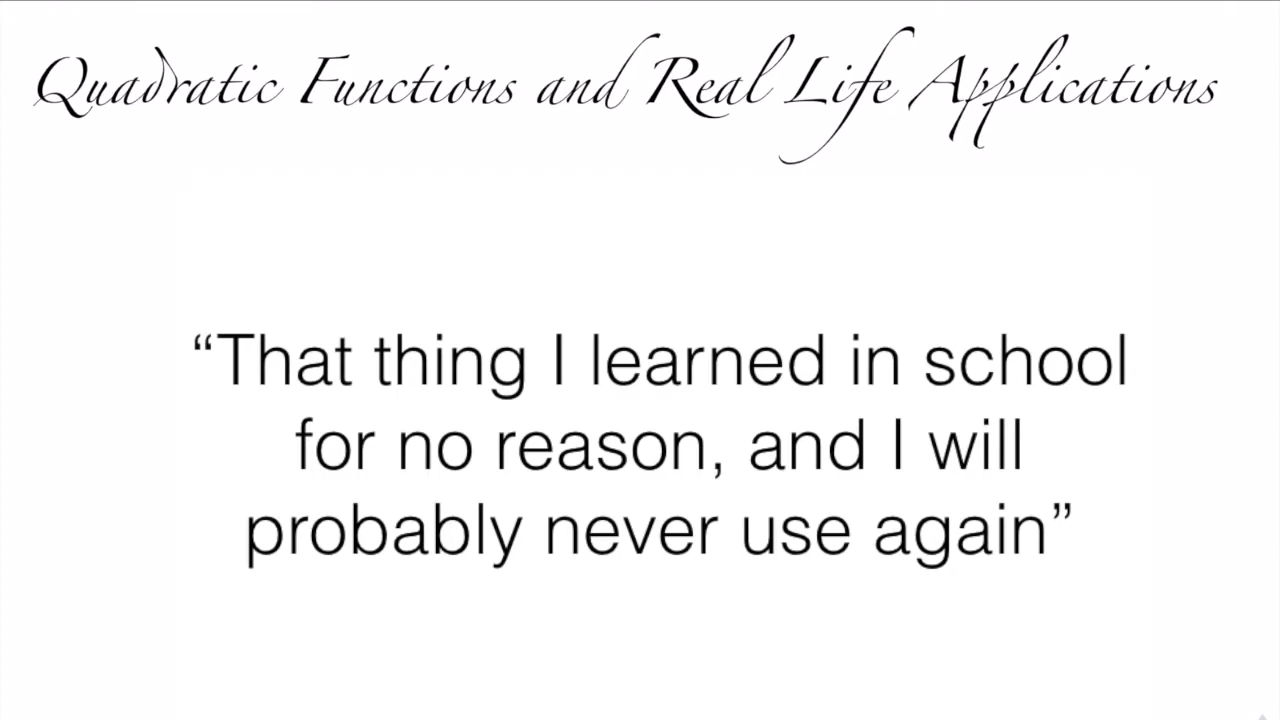 Quadratic Functions and Real Life Applications
“That thing I learned in school
for no reason, and I will
probably never use again”